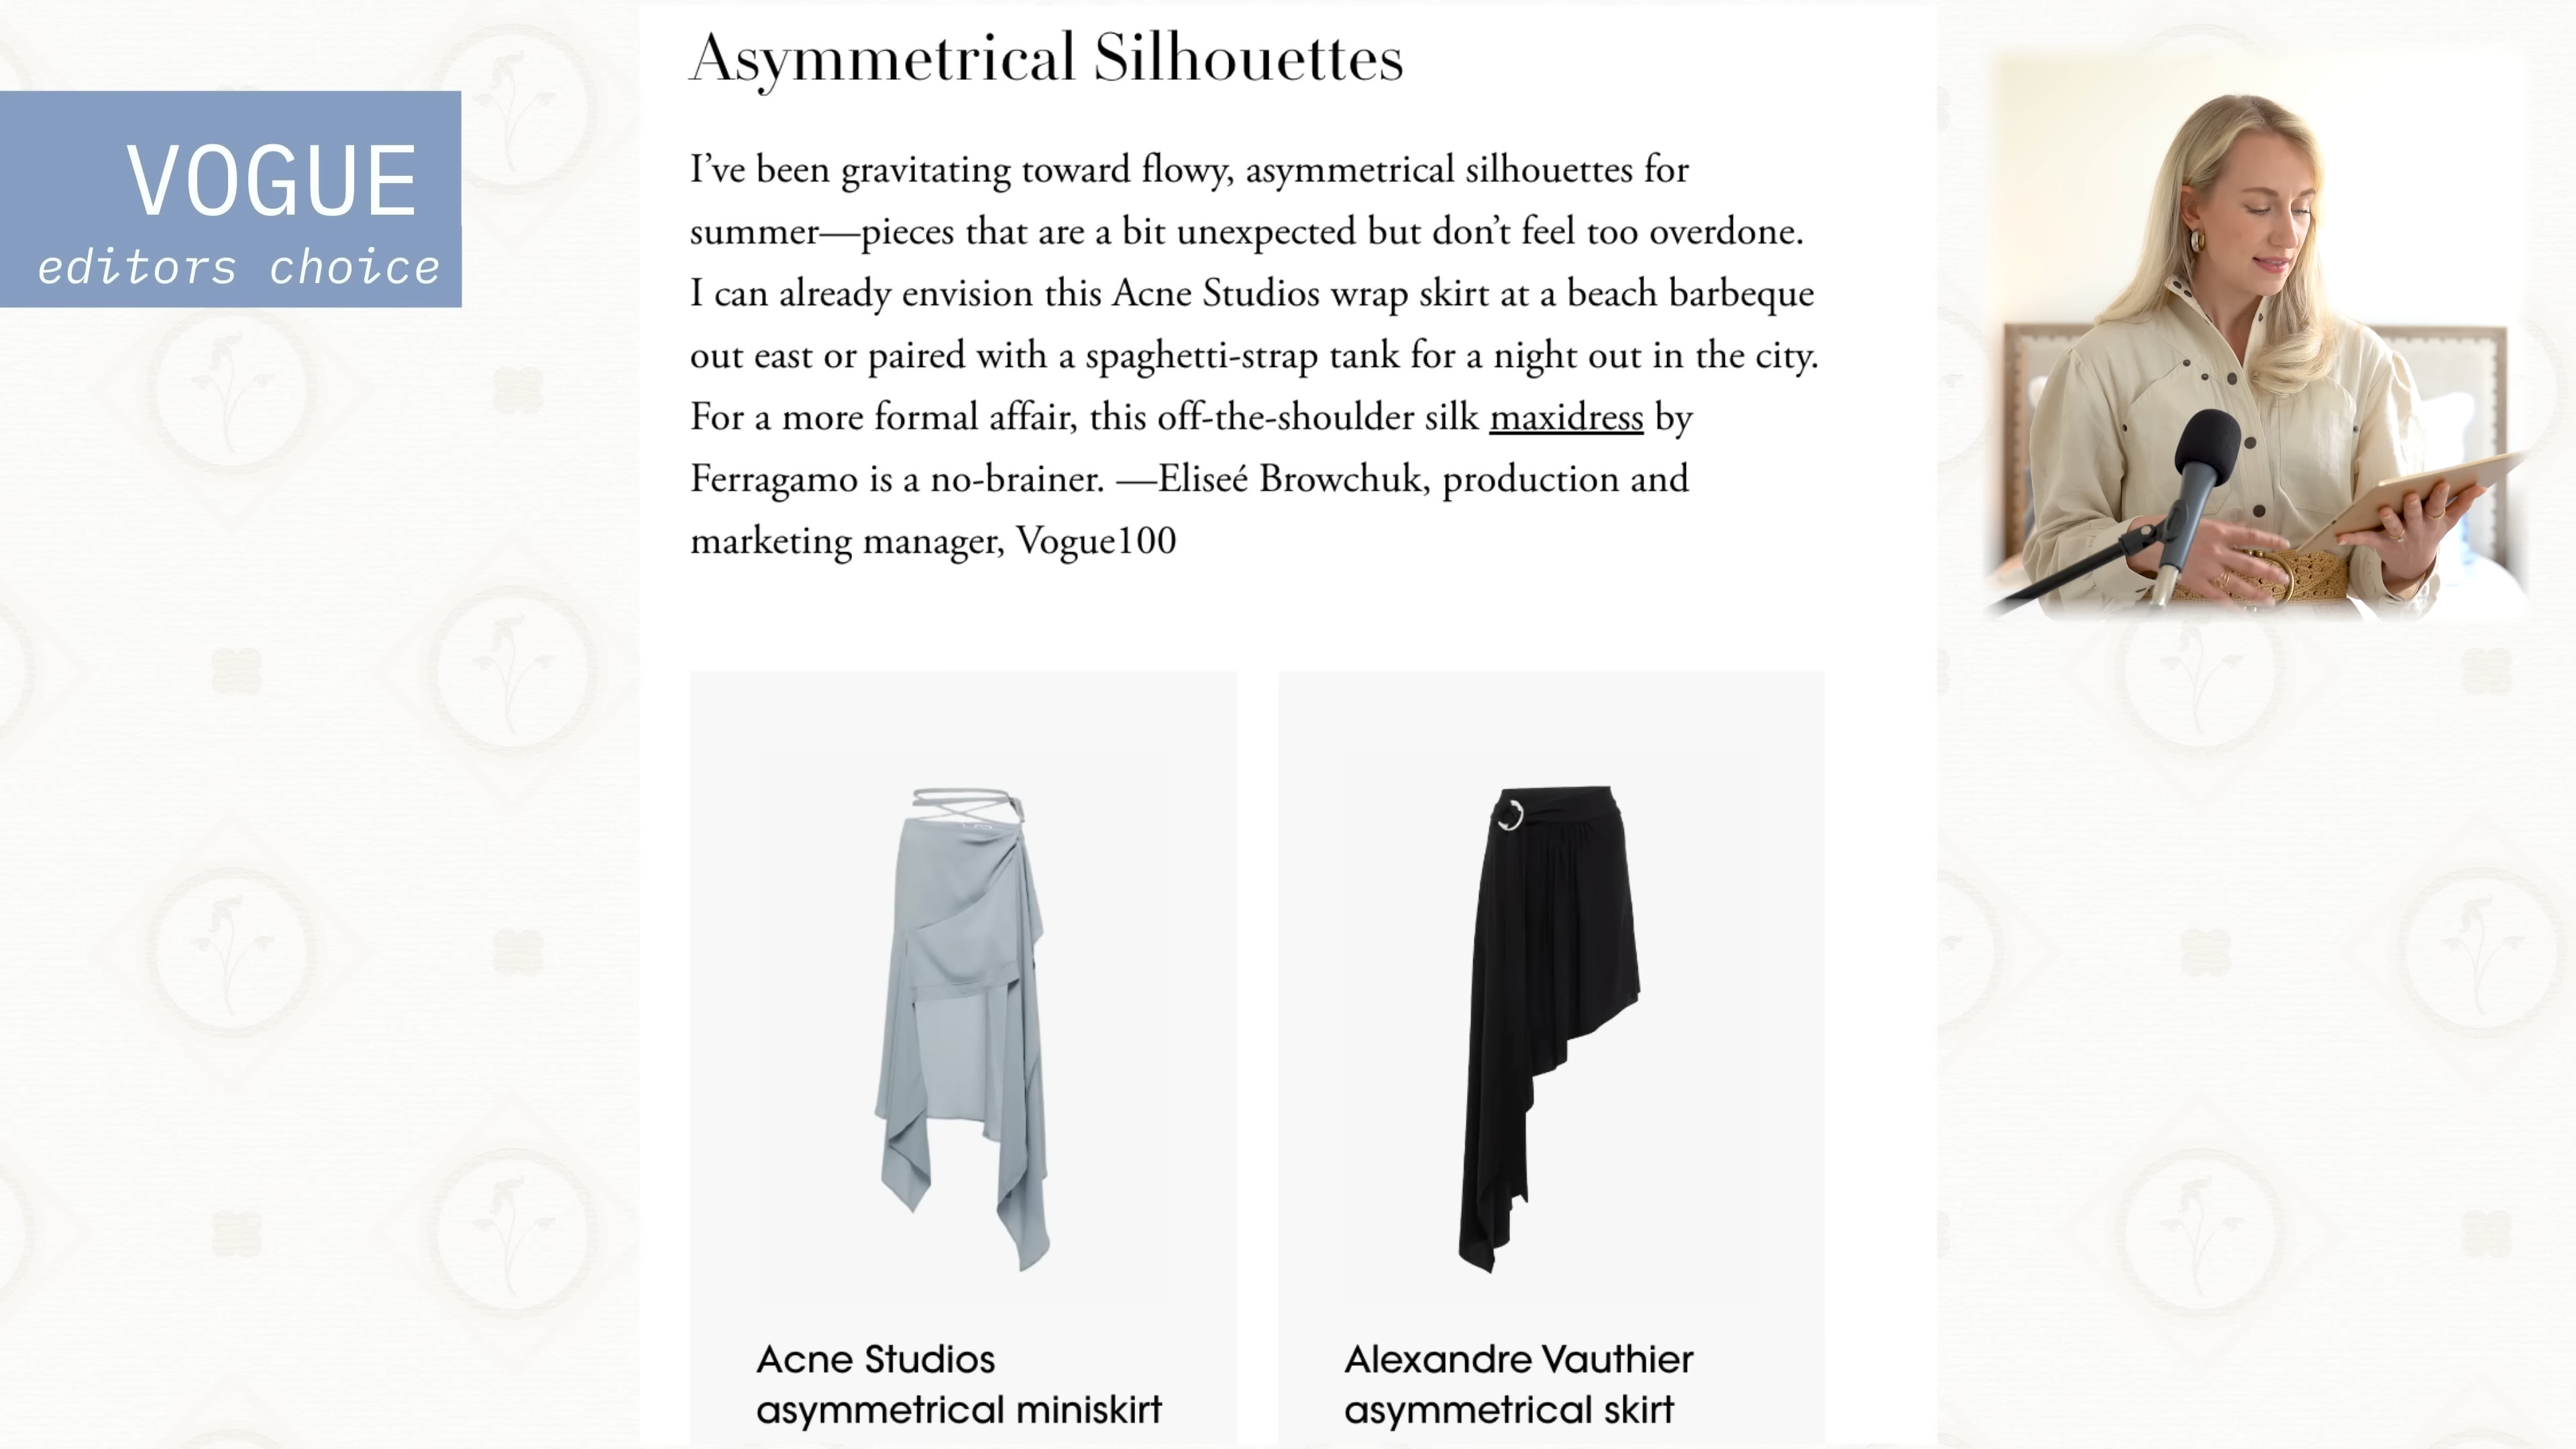 VOGUE
editors choice
Asymmetrical Silhouettes
I’ve been gravitating toward flowy, asymmetrical silhouettes for
summer—pieces that are a bit unexpected but don’t feel too overdone.
I can already envision this Acne Studios wrap skirt at a beach barbeque
out east or paired with a spaghetti-strap tank for a night out in the city.
For a more formal affair, this off-the-shoulder silk maxidress by
Ferragamo is a no-brainer. —Eliseé Browchuk, production and
marketing manager, Vogue100
Acne Studios
asymmetrical miniskirt
Alexandre Vauthier
asymmetrical skirt